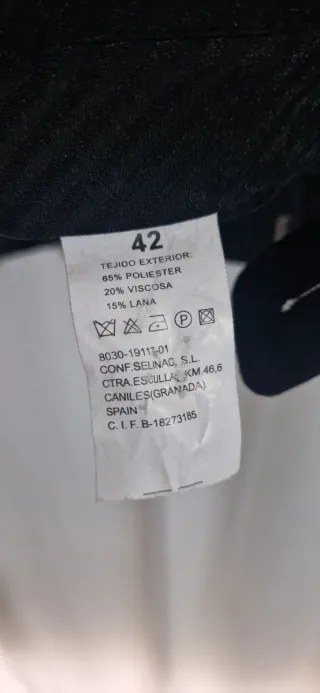 42
TEJIDO EXTERIOR:
65% POLIESTER
20% VISCOSA
15% LANA
P
8030-19117-01
CONF.SELINAC, S.L.
CTRA.ESCULLAR, KM.46,6
CANILES(GRANADA)
SPAIN
C. I. F. B-18273185